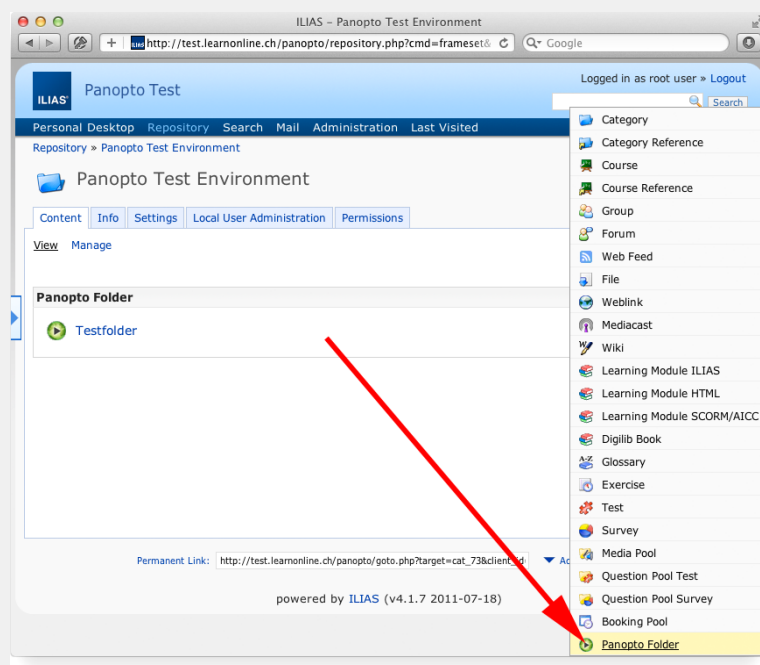 ILIAS – Panopto Test Environment
http://test.learnonline.ch/panopto/repository.php?cmd=frameset&
Google
ILIAS
Panopto Test
Logged in as root user » Logout
Search
Personal Desktop Repository Search Mail Administration Last Visited
Repository » Panopto Test Environment
Panopto Test Environment
Content Info Settings Local User Administration Permissions
View Manage
Panopto Folder
Testfolder
Permanent Link: http://test.learnonline.ch/panopto/goto.php?target=cat_73&client_id
powered by ILIAS (v4.1.7 2011-07-18)
Category
Category Reference
Course
Course Reference
Group
Forum
Web Feed
File
Weblink
Mediacast
Wiki
Learning Module ILIAS
Learning Module HTML
Learning Module SCORM/AICC
Digilib Book
Glossary
Exercise
Test
Survey
Media Pool
Question Pool Test
Question Pool Survey
Booking Pool
Panopto Folder